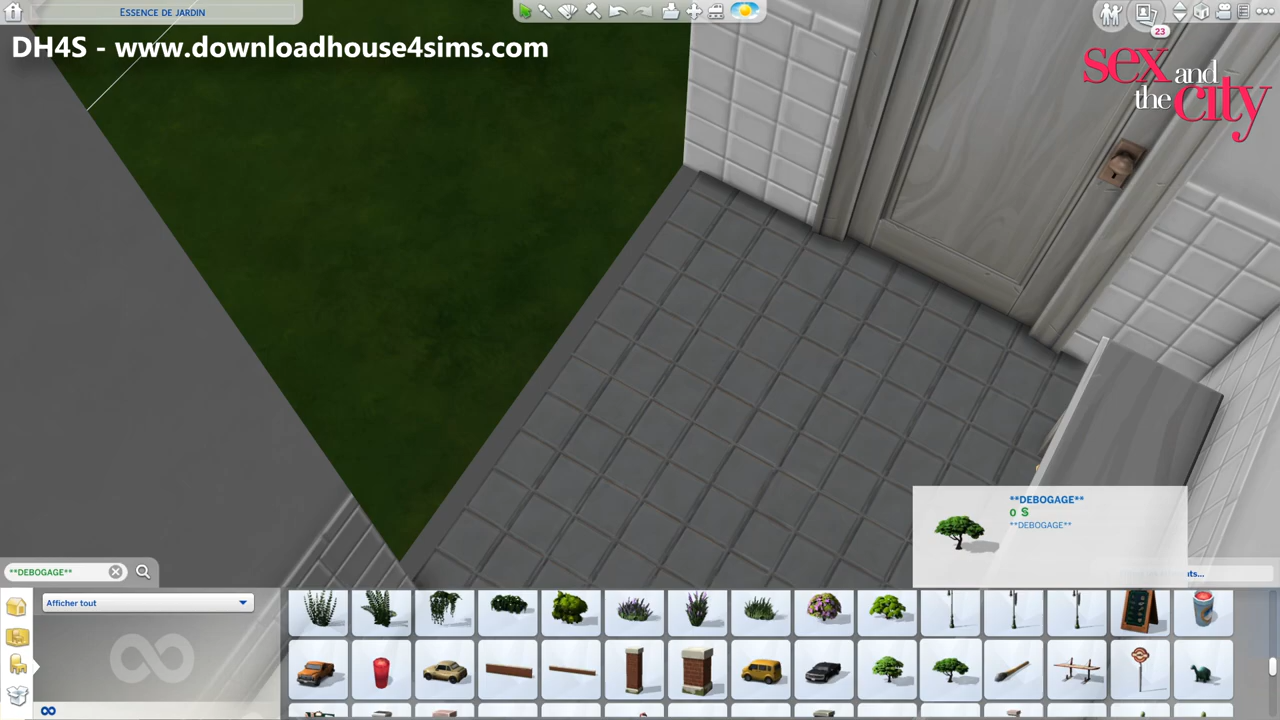 ESSENCE DE JARDIN
DH4S - www.downloadhouse4sims.com
23
sex and
the city
**DEBOGAGE**
0 $
**DEBOGAGE**
**DEBOGAGE**
Afficher tout